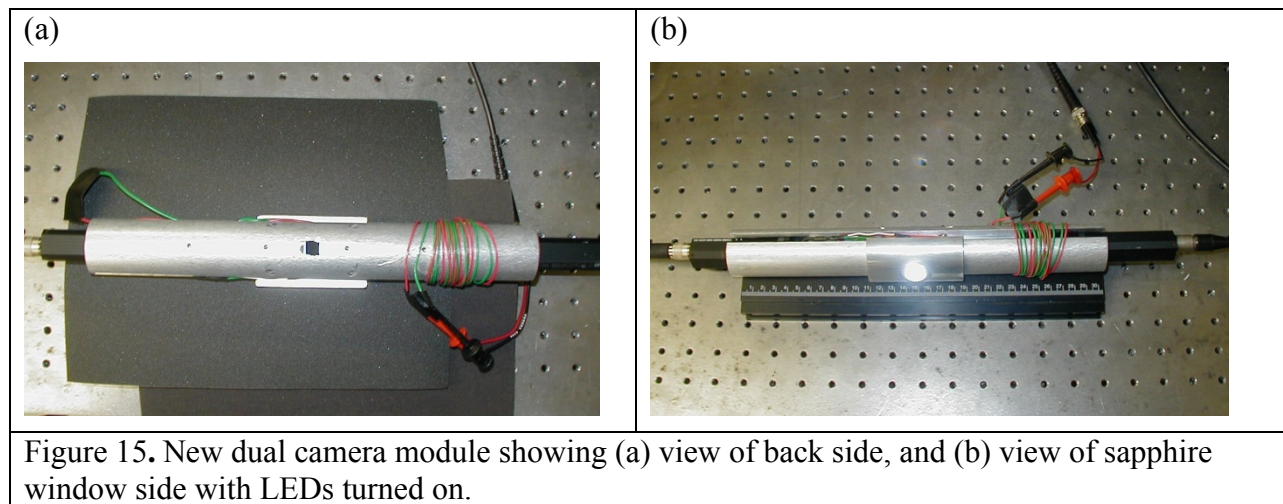 (a)
(b)
Figure 15. New dual camera module showing (a) view of back side, and (b) view of sapphire
window side with LEDs turned on.